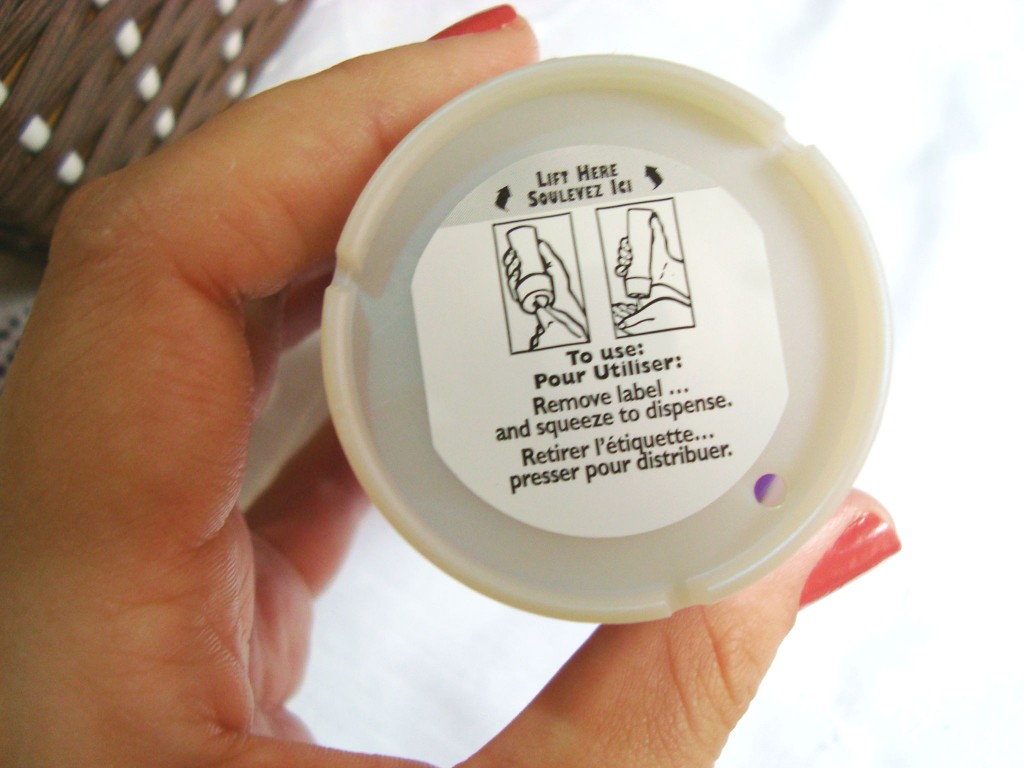 Lift Here
Soulevez Ici
To use:
Pour Utiliser:
Remove label ...
and squeeze to dispense.
Retirer l'étiquette...
presser pour distribuer.